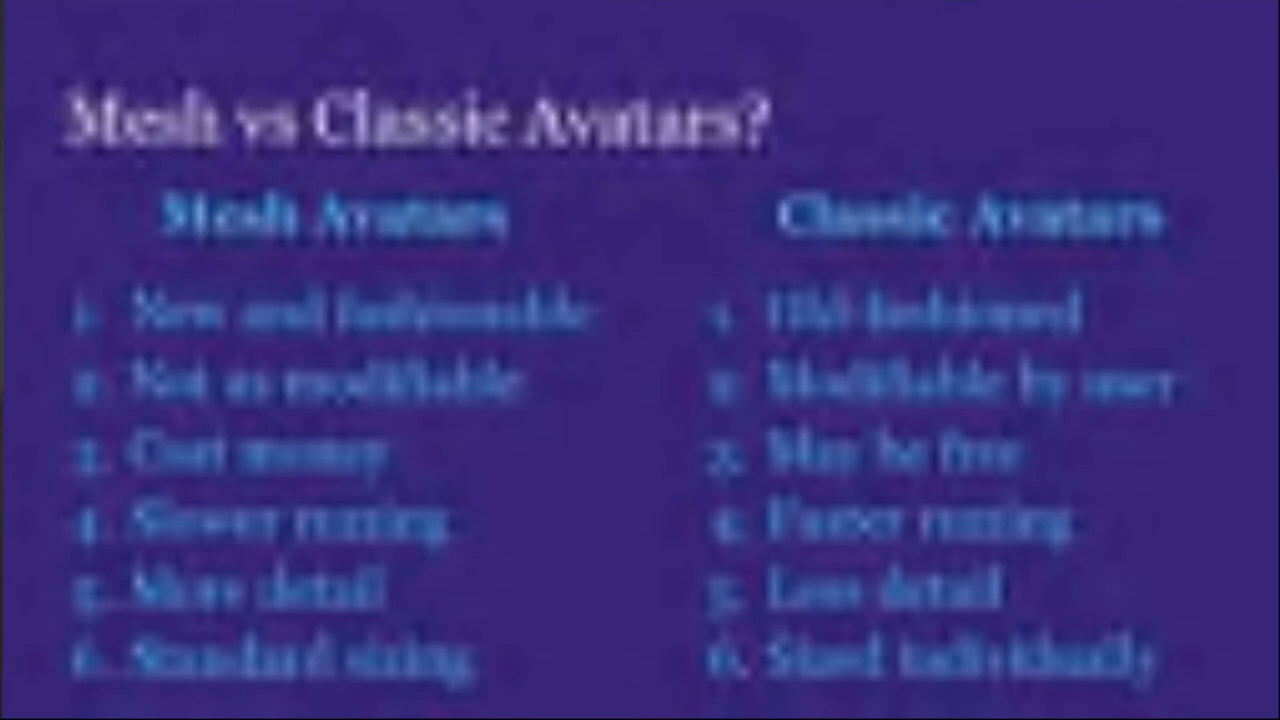 Mesh vs Classic Avatars?
Mesh Avatars
1. New and fashionable
2. Not as modifiable
3. Cost money
4. Slower rezzing
5. More detail
6. Standard sizing
Classic Avatars
1. Old-fashioned
2. Modifiable by user
3. May be free
4. Faster rezzing
5. Less detail
6. Sized individually